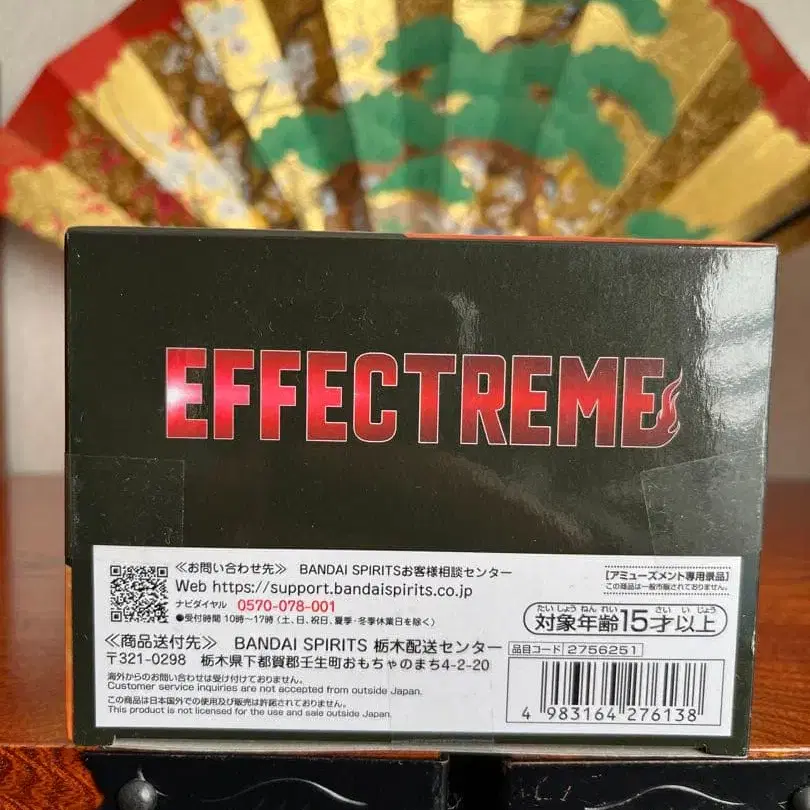 EFFECTREME
≪お問い合わせ先≫ BANDAI SPIRITSお客様相談センター
Web https://support.bandaispirits.co.jp
ナビダイヤル 0570-078-001
●受付時間 10時～17時(土、日、祝日、夏季・冬季休業日を除く)
≪商品送付先≫ BANDAI SPIRITS 栃木配送センター
〒321-0298 栃木県下都賀郡壬生町おもちゃのまち4-2-20
海外からのお問い合わせは受け付けておりません。
Customer service inquiries are not accepted from outside Japan.
この商品は日本国外での使用及び販売は許諾されておりません。
This product is not licensed for the use and sale outside Japan.
[アミューズメント専用景品]
この商品は一般市販されておりません。
たいしょうねんれい さいいじょう
対象年齢15才以上
品目コード 2756251
4 983164 276138